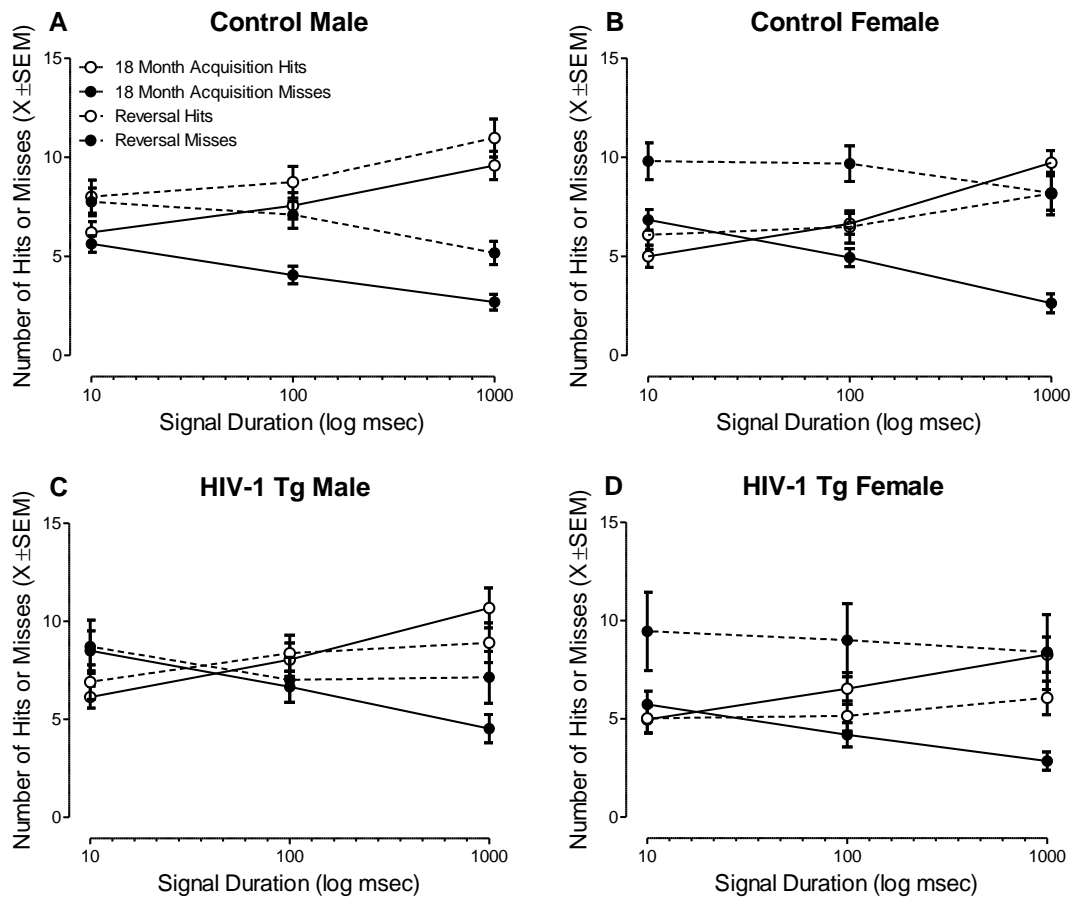 A Control Male
Number of Hits or Misses (X ±SEM)
15
10
5
0
18 Month Acquisition Hits
18 Month Acquisition Misses
Reversal Hits
Reversal Misses
10 100 1000
Signal Duration (log msec)
B Control Female
Number of Hits or Misses (X ±SEM)
15
10
5
0
10 100 1000
Signal Duration (log msec)
C HIV-1 Tg Male
Number of Hits or Misses (X ±SEM)
15
10
5
0
10 100 1000
Signal Duration (log msec)
D HIV-1 Tg Female
Number of Hits or Misses (X ±SEM)
15
10
5
0
10 100 1000
Signal Duration (log msec)